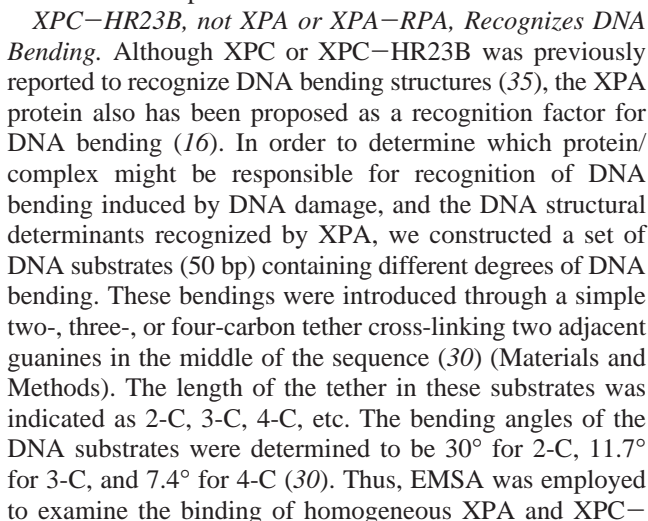 XPC−HR23B, not XPA or XPA−RPA, Recognizes DNA
Bending. Although XPC or XPC−HR23B was previously
reported to recognize DNA bending structures (35), the XPA
protein also has been proposed as a recognition factor for
DNA bending (16). In order to determine which protein/
complex might be responsible for recognition of DNA
bending induced by DNA damage, and the DNA structural
determinants recognized by XPA, we constructed a set of
DNA substrates (50 bp) containing different degrees of DNA
bending. These bendings were introduced through a simple
two-, three-, or four-carbon tether cross-linking two adjacent
guanines in the middle of the sequence (30) (Materials and
Methods). The length of the tether in these substrates was
indicated as 2-C, 3-C, 4-C, etc. The bending angles of the
DNA substrates were determined to be 30° for 2-C, 11.7°
for 3-C, and 7.4° for 4-C (30). Thus, EMSA was employed
to examine the binding of homogeneous XPA and XPC−